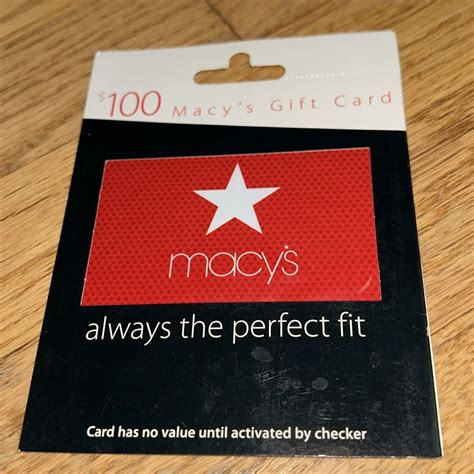 $100 Macy's Gift Card
macy's
always the perfect fit
Card has no value until activated by checker